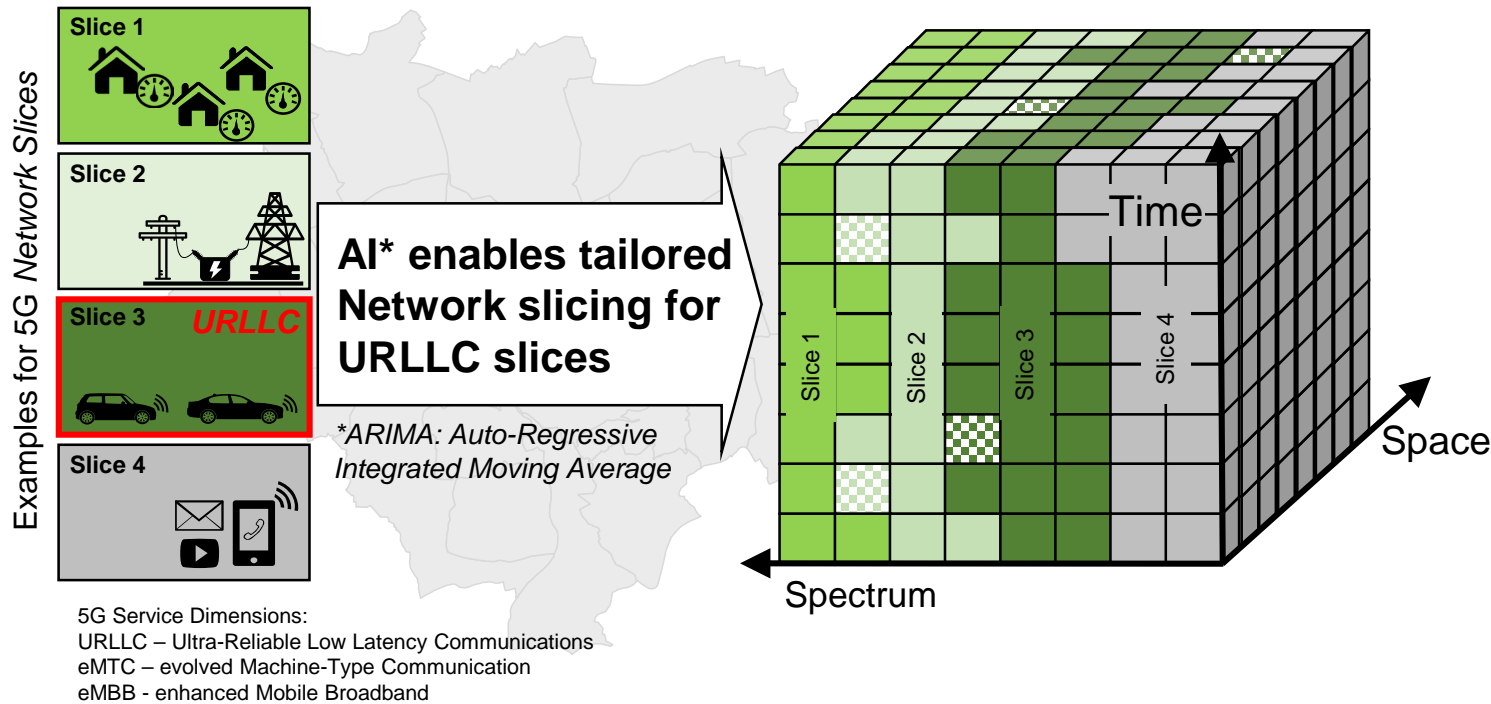 Examples for 5G Network Slices
Slice 1
Slice 2
Slice 3
URLLC
Slice 4
AI* enables tailored
Network slicing for
URLLC slices
*ARIMA: Auto-Regressive
Integrated Moving Average
Time
Slice 1
Slice 2
Slice 3
Slice 4
Space
Spectrum
5G Service Dimensions:
URLLC – Ultra-Reliable Low Latency Communications
eMTC – evolved Machine-Type Communication
eMBB - enhanced Mobile Broadband